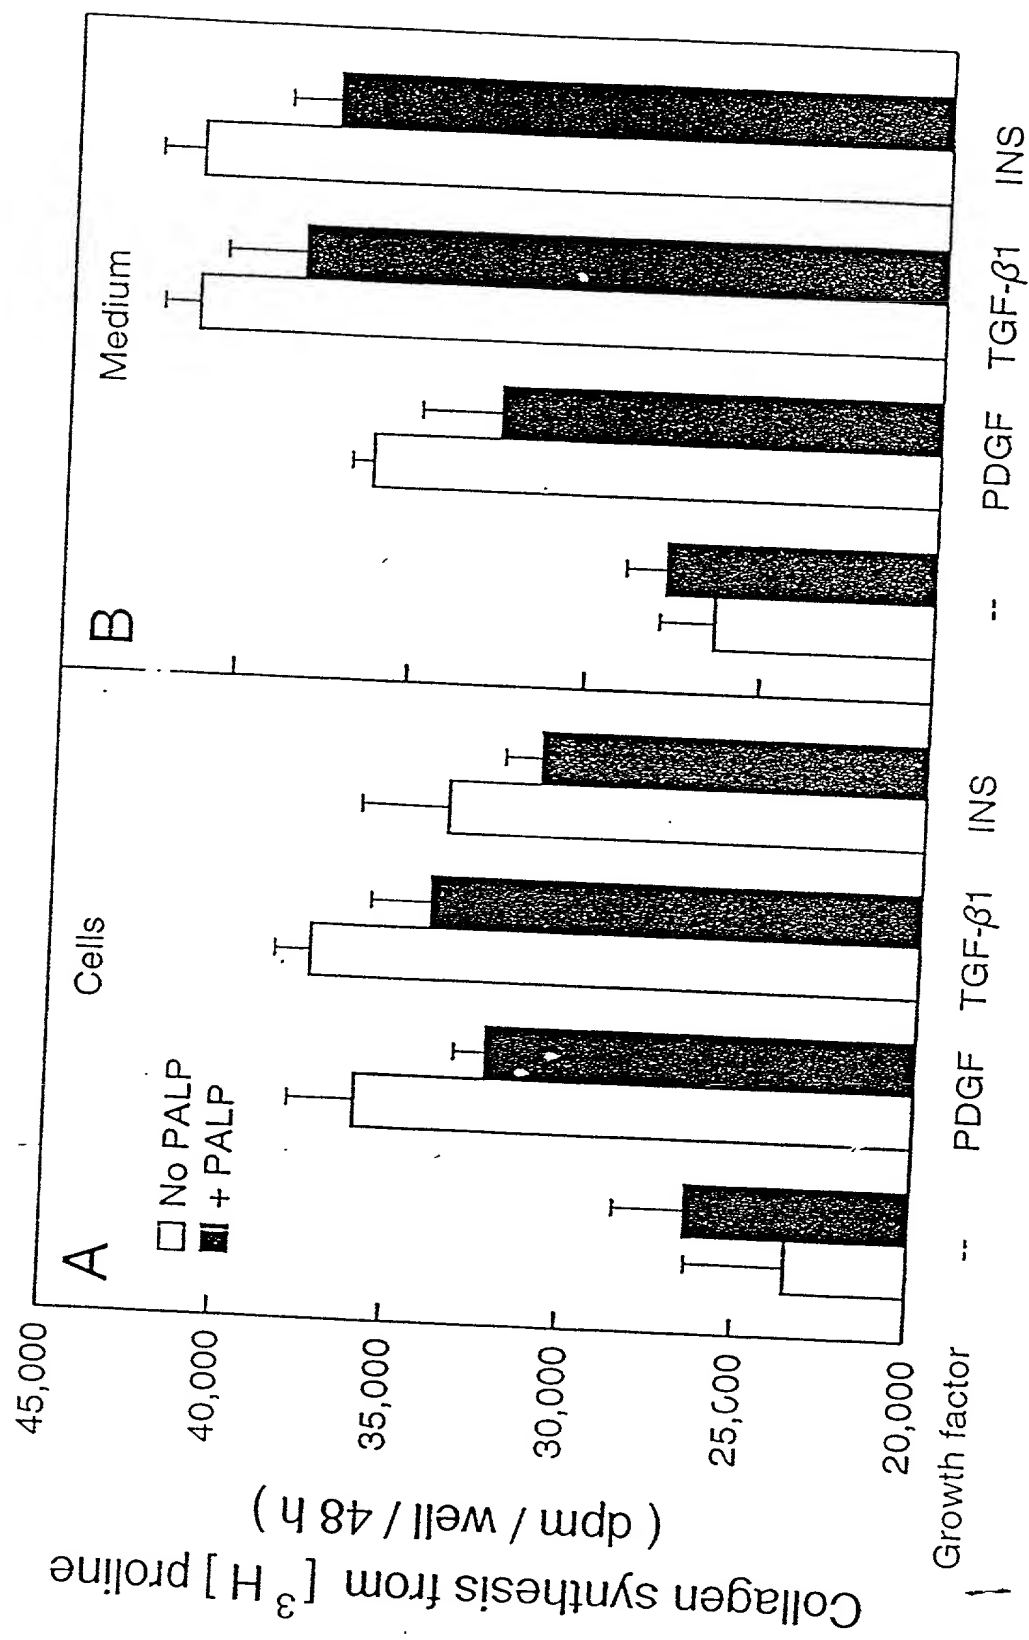 Collagen synthesis from [ ³H ] proline
( dpm / well / 48 h )
45,000
40,000
35,000
30,000
25,000
20,000
A
Cells
No PALP
+ PALP
B
Medium
Growth factor -- PDGF TGF-β1 INS -- PDGF TGF-β1 INS